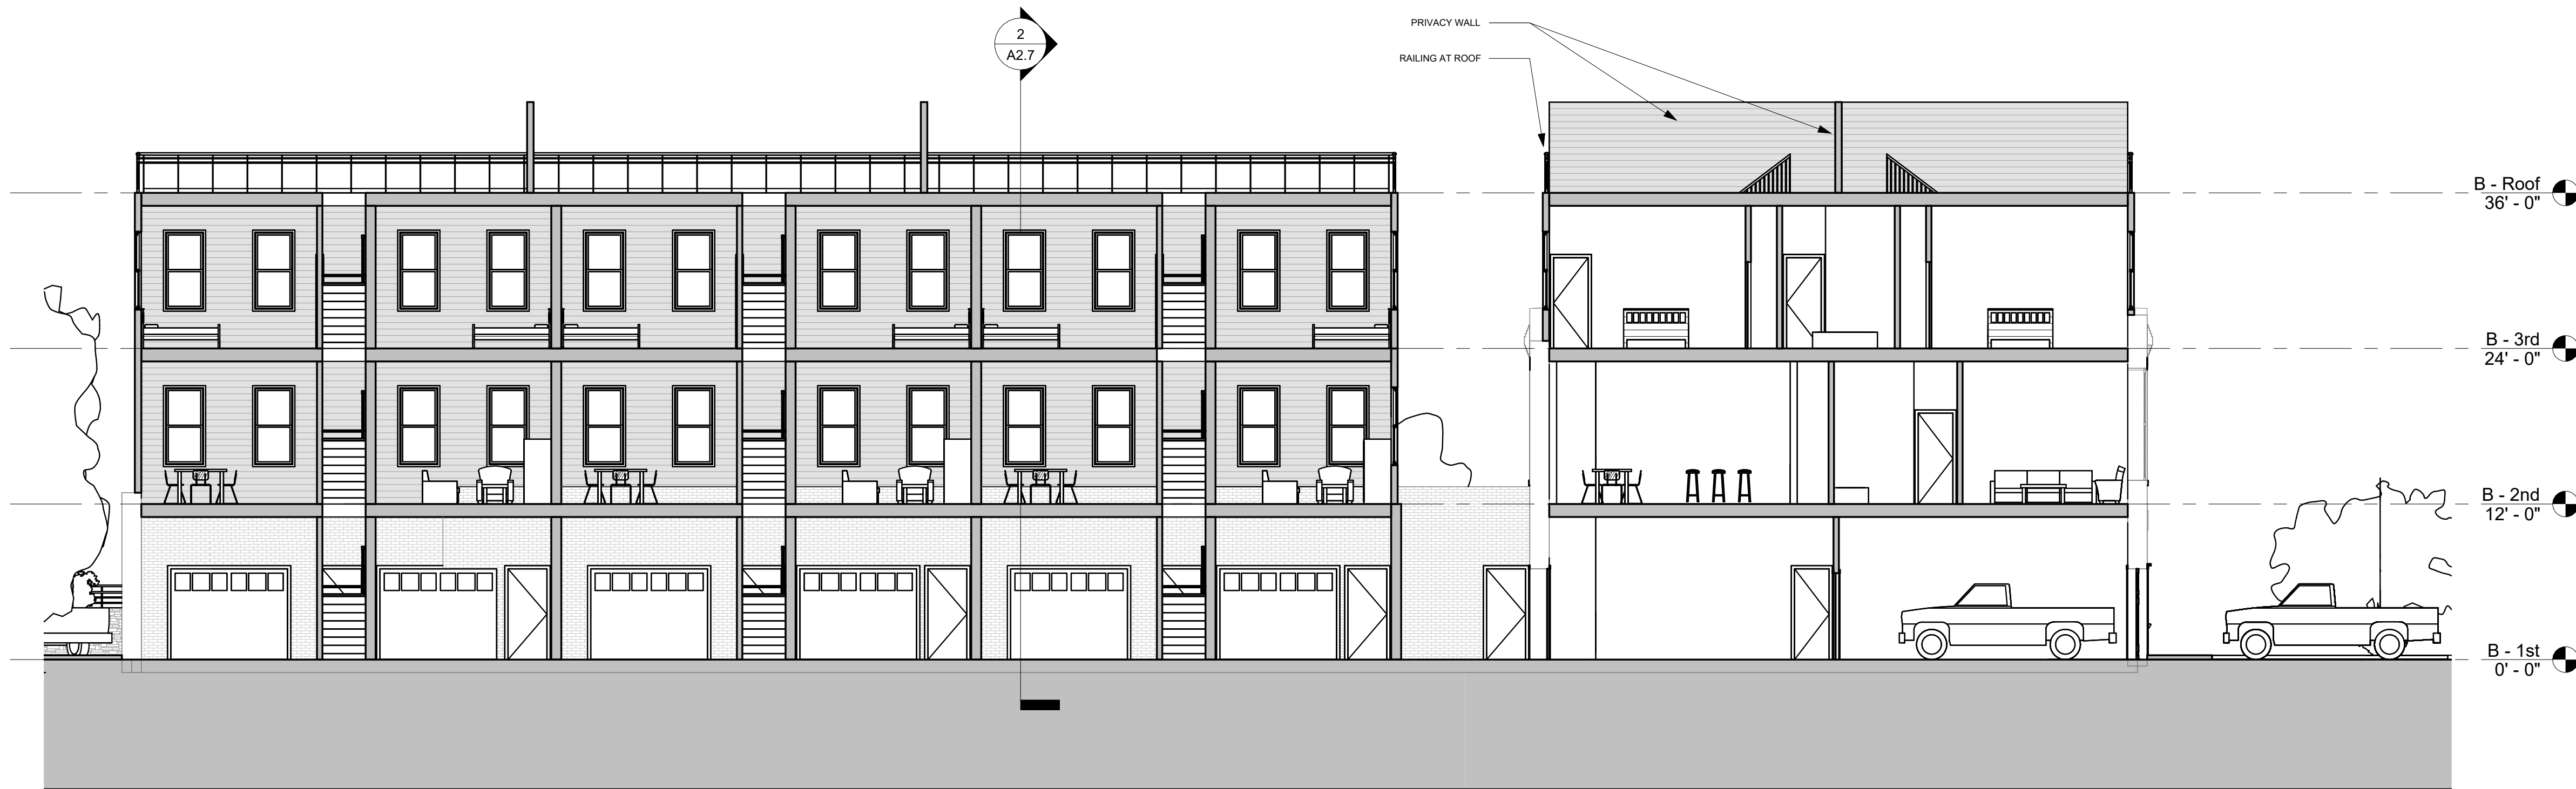 2
A2.7
PRIVACY WALL
RAILING AT ROOF
B - Roof
36' - 0"
B - 3rd
24' - 0"
B - 2nd
12' - 0"
B - 1st
0' - 0"